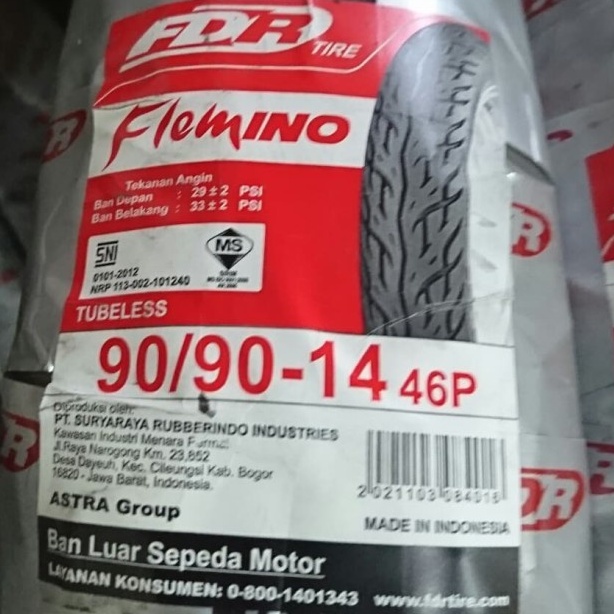 FDR TIRE
FlemINO
Tekanan Angin
Ban Depan : 29±2 PSI
Ban Belakang : 33±2 PSI
SNI
MS
0101-2012
NRP 113-002-101240
TUBELESS
90/90-14 46P
Diproduksi oleh:
PT. SURYARAYA RUBBERINDO INDUSTRIES
Kawasan Industri Menara
Jl.Raya Narogong Km. 23,852
Desa Dayeuh, Kec. Cileungsi Kab. Bogor
16820 - Jawa Barat, Indonesia.
2 021103 084016
ASTRA Group
MADE IN INDONESIA
Ban Luar Sepeda Motor
LAYANAN KONSUMEN: 0-800-1401343 www.fdrtire.com